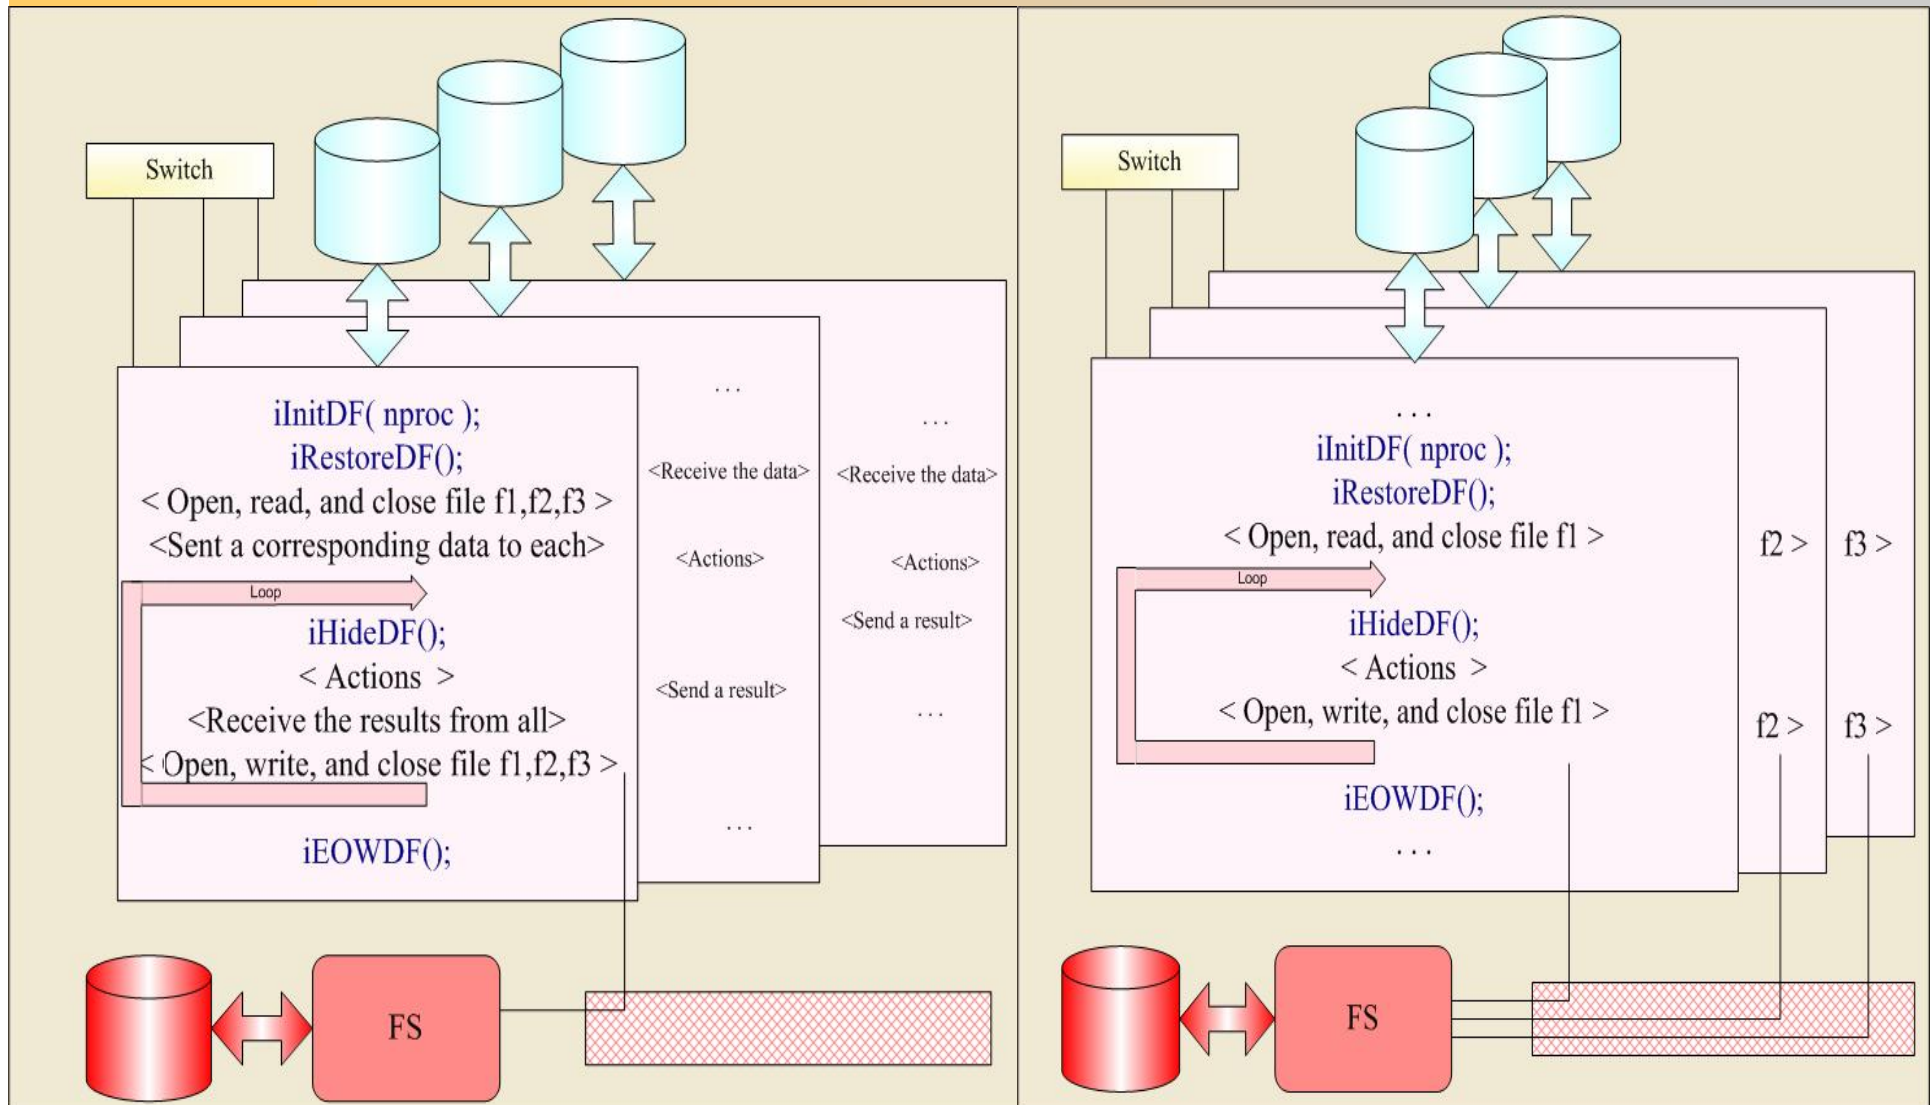 Switch
iInitDF( nproc );
iRestoreDF();
< Open, read, and close file f1,f2,f3 >
<Sent a corresponding data to each>
Loop
iHideDF();
< Actions >
<Receive the results from all>
< Open, write, and close file f1,f2,f3 >
iEOWDF();
. . .
<Receive the data>
<Actions>
<Send a result>
. . .
. . .
<Receive the data>
<Actions>
<Send a result>
. . .
FS
Switch
. . .
iInitDF( nproc );
iRestoreDF();
< Open, read, and close file f1 >
f2 >
f3 >
Loop
iHideDF();
< Actions >
< Open, write, and close file f1 >
f2 >
f3 >
iEOWDF();
. . .
FS